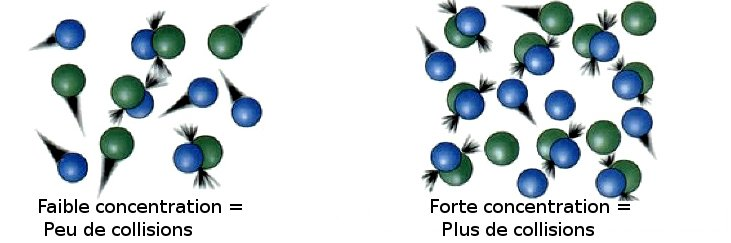 Faible concentration =
Peu de collisions
Forte concentration =
Plus de collisions